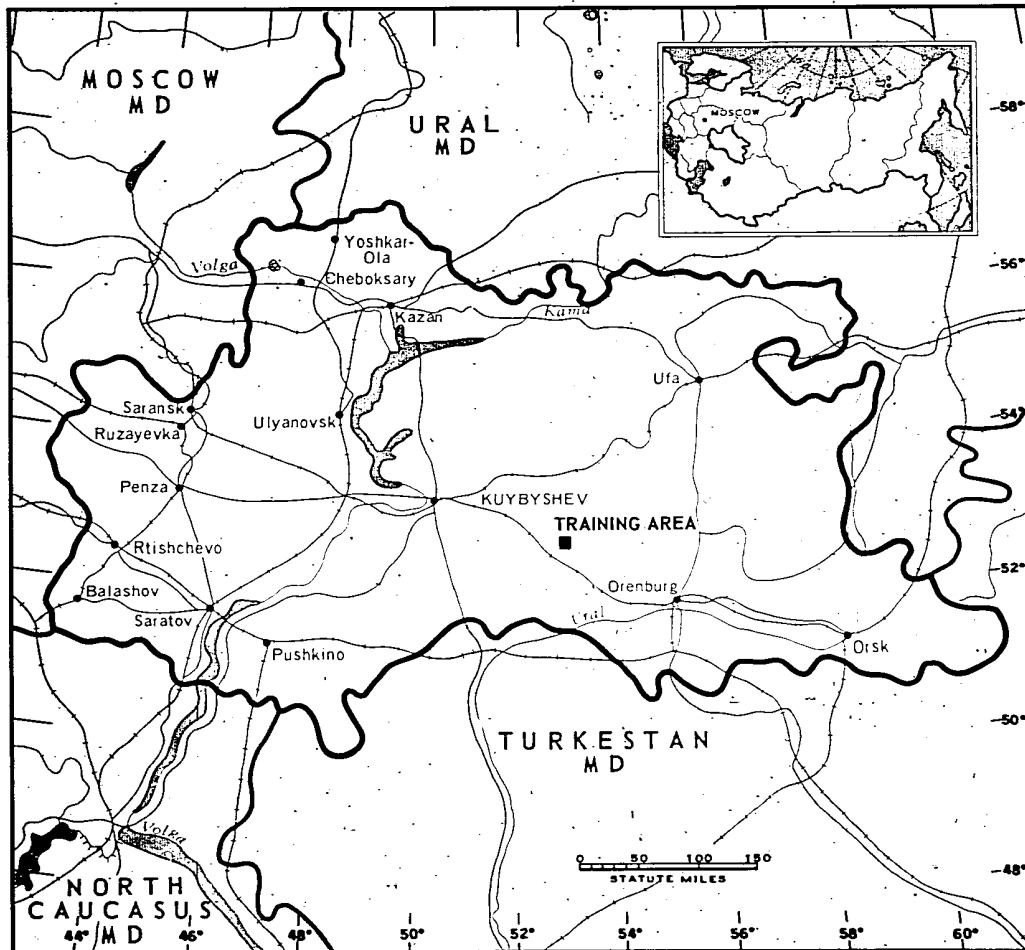 MOSCOW
MD
URAL
MD
MOSCOW
58°
Yoshkar-
Ola
Volga
Cheboksary
56°
Kazan
Kama
Ufa
Saransk
Ruzayevka
Ulyanovsk
54°
Penza
KUYBYSHEV
TRAINING AREA
Rtishchevo
52°
Balashov
Orenburg
Saratov
Ural
Pushkino
Orsk
50°
TURKESTAN
MD
Volga
0 50 100 150
STATUTE MILES
48°
NORTH
CAUCASUS
MD
44° 46° 48° 50° 52° 54° 56° 58° 60°